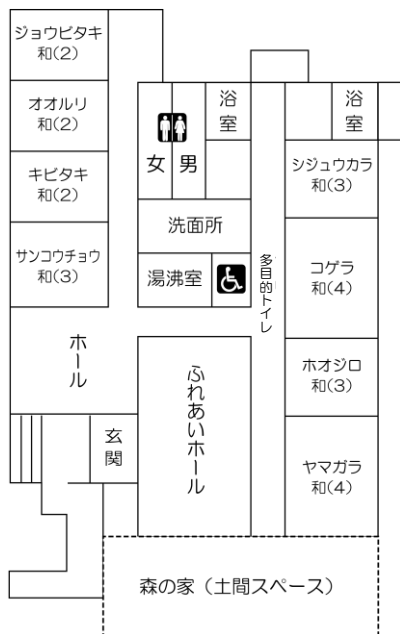 ジョウビタキ
和(2)
オオルリ
和(2)
キビタキ
和(2)
サンコウチョウ
和(3)
ホール
玄関
女
男
浴室
洗面所
湯沸室
多目的トイレ
ふれあいホール
浴室
シジュウカラ
和(3)
コゲラ
和(4)
ホオジロ
和(3)
ヤマガラ
和(4)
森の家（土間スペース）